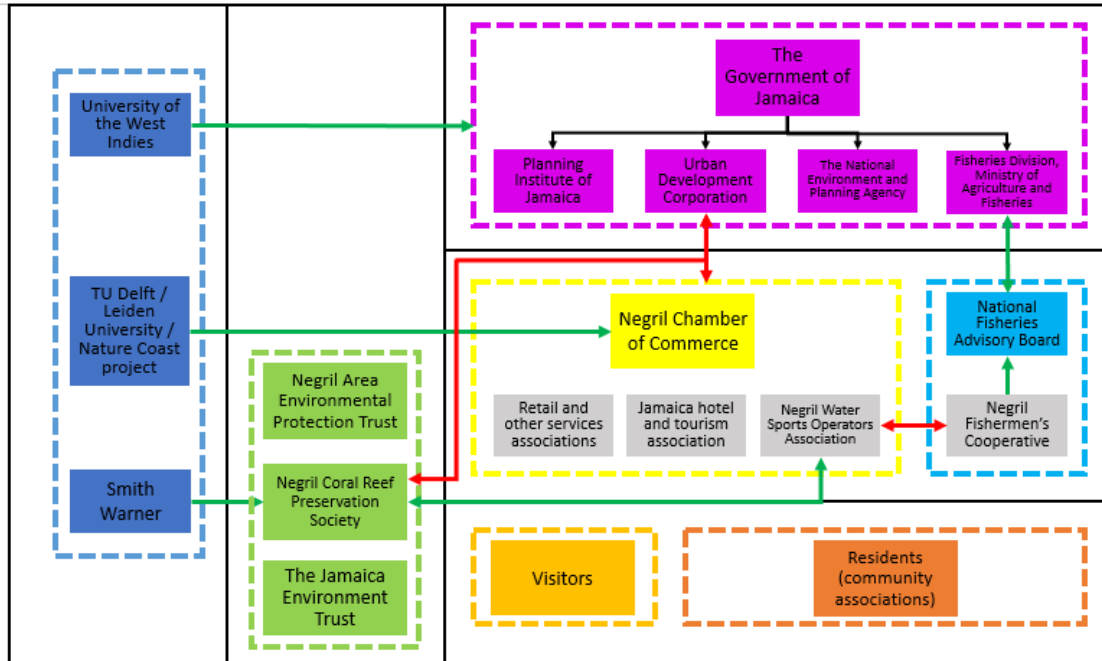 University of
the West
Indies
TU Delft /
Leiden
University /
Nature Coast
project
Smith
Warner
Negril Area
Environmental
Protection Trust
Negril Coral Reef
Preservation
Society
The Jamaica
Environment
Trust
The
Government of
Jamaica
Planning
Institute of
Jamaica
Urban
Development
Corporation
The National
Environment and
Planning Agency
Fisheries Division,
Ministry of
Agriculture and
Fisheries
Negril Chamber
of Commerce
Retail and
other services
associations
Jamaica hotel
and tourism
association
Negril Water
Sports Operators
Association
National
Fisheries
Advisory Board
Negril
Fishermen’s
Cooperative
Visitors
Residents
(community
associations)